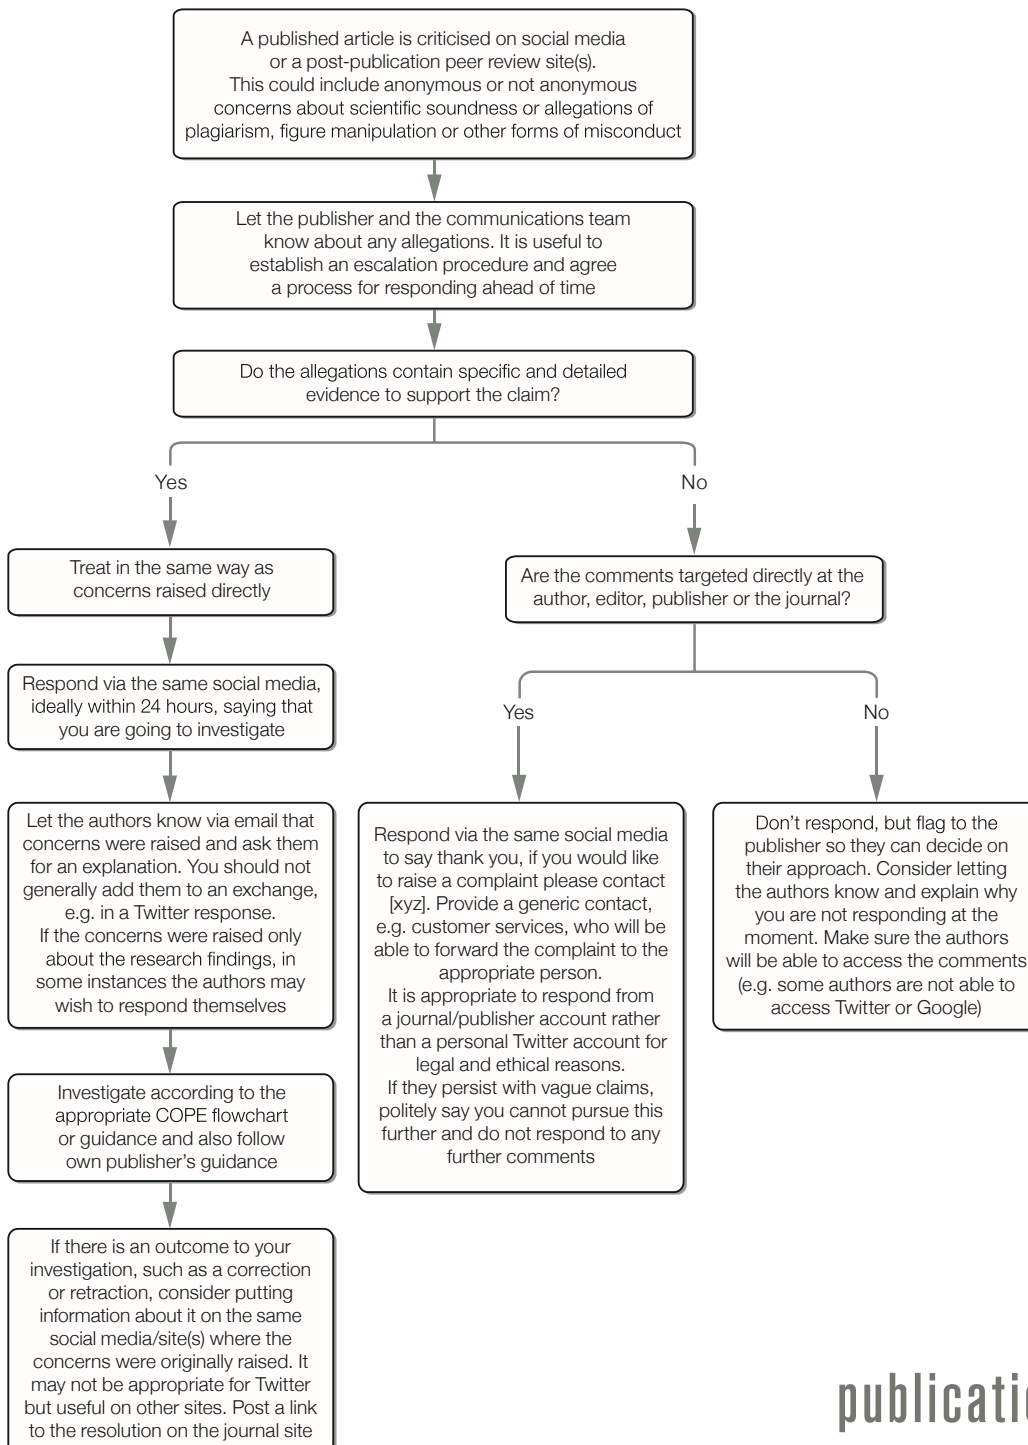 A published article is criticised on social media
or a post-publication peer review site(s).
This could include anonymous or not anonymous
concerns about scientific soundness or allegations of
plagiarism, figure manipulation or other forms of misconduct
Let the publisher and the communications team
know about any allegations. It is useful to
establish an escalation procedure and agree
a process for responding ahead of time
Do the allegations contain specific and detailed
evidence to support the claim?
Yes
No
Treat in the same way as
concerns raised directly
Are the comments targeted directly at the
author, editor, publisher or the journal?
Respond via the same social media,
ideally within 24 hours, saying that
you are going to investigate
Yes
No
Let the authors know via email that
concerns were raised and ask them
for an explanation. You should not
generally add them to an exchange,
e.g. in a Twitter response.
If the concerns were raised only
about the research findings, in
some instances the authors may
wish to respond themselves
Respond via the same social media
to say thank you, if you would like
to raise a complaint please contact
[xyz]. Provide a generic contact,
e.g. customer services, who will be
able to forward the complaint to the
appropriate person.
It is appropriate to respond from
a journal/publisher account rather
than a personal Twitter account for
legal and ethical reasons.
If they persist with vague claims,
politely say you cannot pursue this
further and do not respond to any
further comments
Don't respond, but flag to the
publisher so they can decide on
their approach. Consider letting
the authors know and explain why
you are not responding at the
moment. Make sure the authors
will be able to access the comments
(e.g. some authors are not able to
access Twitter or Google)
Investigate according to the
appropriate COPE flowchart
or guidance and also follow
own publisher's guidance
If there is an outcome to your
investigation, such as a correction
or retraction, consider putting
information about it on the same
social media/site(s) where the
concerns were originally raised. It
may not be appropriate for Twitter
but useful on other sites. Post a link
to the resolution on the journal site